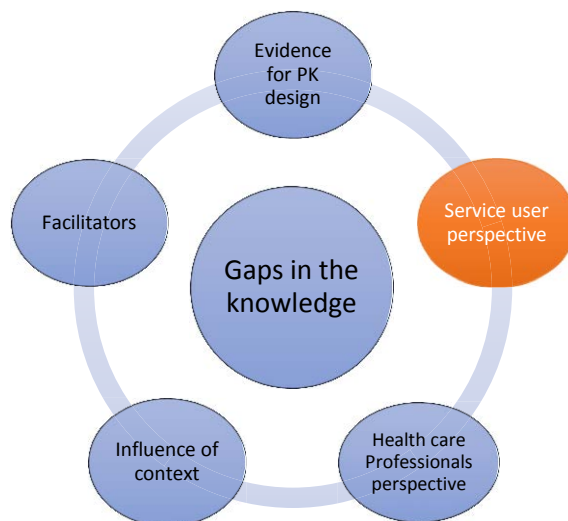 Evidence
for PK
design
Service user
perspective
Facilitators
Gaps in the
knowledge
Influence of
context
Health care
Professionals
perspective